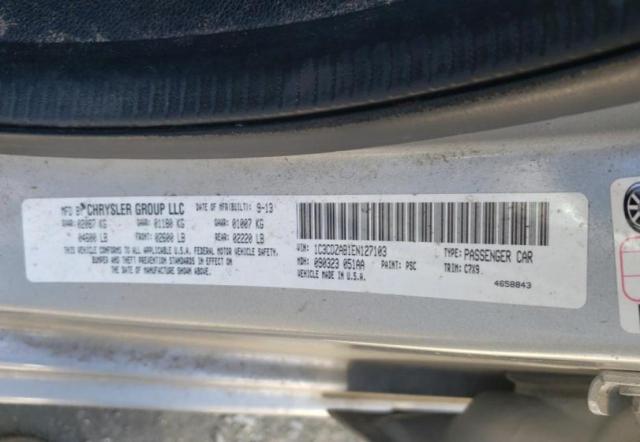 MFD BY CHRYSLER GROUP LLC DATE OF MFR(BUILT): 9-13
GVWR: 02087 KG GAWR: 01180 KG GAWR: 01007 KG
04600 LB FRONT: 02600 LB REAR: 02220 LB
THIS VEHICLE CONFORMS TO ALL APPLICABLE U.S.A. FEDERAL MOTOR VEHICLE SAFETY,
BUMPER AND THEFT PREVENTION STANDARDS IN EFFECT ON
THE DATE OF MANUFACTURE SHOWN ABOVE.
VIN: 1C3CDZAB1EN127103 TYPE: PASSENGER CAR
MDH: 090323 051AA PAINT: PSC TRIM: C7X9
VEHICLE MADE IN U.S.A. 4658843